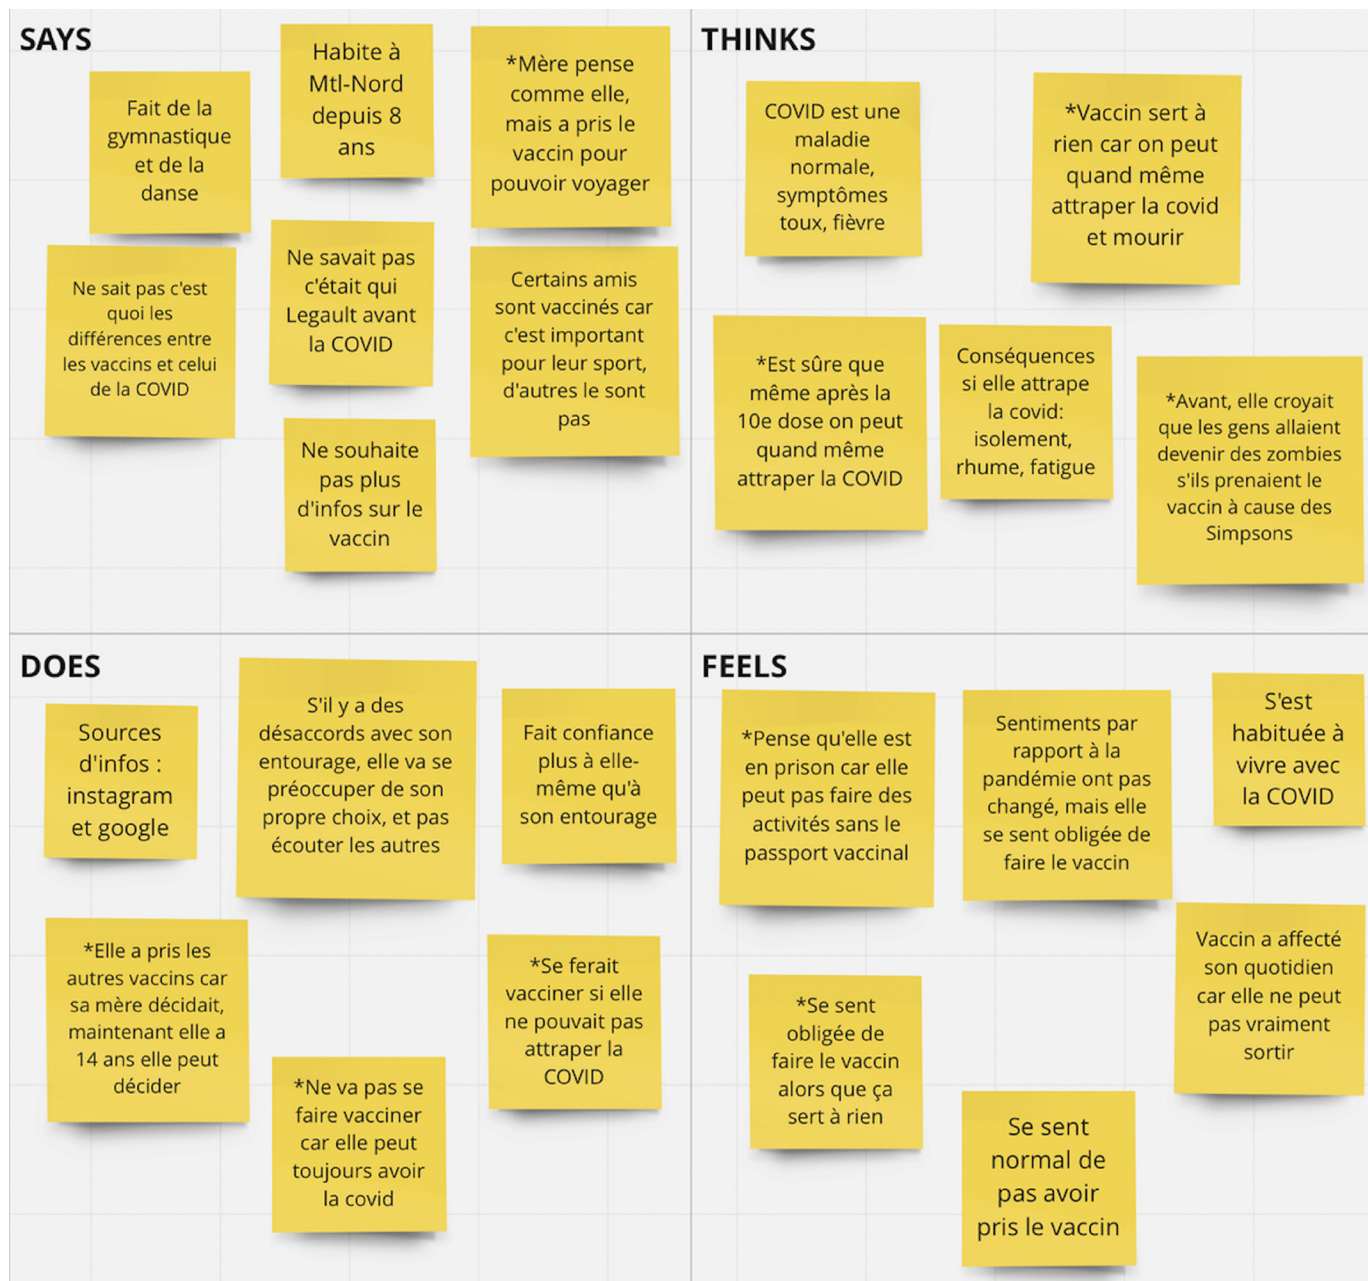 SAYS
Fait de la
gymnastique
et de la
danse
Habite à
Mtl-Nord
depuis 8
ans
*Mère pense
comme elle,
mais a pris le
vaccin pour
pouvoir voyager
Ne sait pas c'est
quoi les
différences entre
les vaccins et celui
de la COVID
Ne savait pas
c'était qui
Legault avant
la COVID
Certains amis
sont vaccinés car
c'est important
pour leur sport,
d'autres le sont
pas
Ne souhaite
pas plus
d'infos sur le
vaccin
THINKS
COVID est une
maladie
normale,
symptômes
toux, fièvre
*Vaccin sert à
rien car on peut
quand même
attraper la covid
et mourir
*Est sûre que
même après la
10e dose on peut
quand même
attraper la COVID
Conséquences
si elle attrape
la covid:
isolement,
rhume, fatigue
*Avant, elle croyait
que les gens allaient
devenir des zombies
s'ils prenaient le
vaccin à cause des
Simpsons
DOES
Sources
d'infos :
instagram
et google
S'il y a des
désaccords avec son
entourage, elle va se
préoccuper de son
propre choix, et pas
écouter les autres
Fait confiance
plus à elle-
même qu'à
son entourage
*Elle a pris les
autres vaccins car
sa mère décidait,
maintenant elle a
14 ans elle peut
décider
*Ne va pas se
faire vacciner
car elle peut
toujours avoir
la covid
*Se ferait
vacciner si elle
ne pouvait pas
attraper la
COVID
FEELS
*Pense qu'elle est
en prison car elle
peut pas faire des
activités sans le
passport vaccinal
Sentiments par
rapport à la
pandémie ont pas
changé, mais elle
se sent obligée de
faire le vaccin
S'est
habituée à
vivre avec
la COVID
*Se sent
obligée de
faire le vaccin
alors que ça
sert à rien
Se sent
normal de
pas avoir
pris le vaccin
Vaccin a affecté
son quotidien
car elle ne peut
pas vraiment
sortir